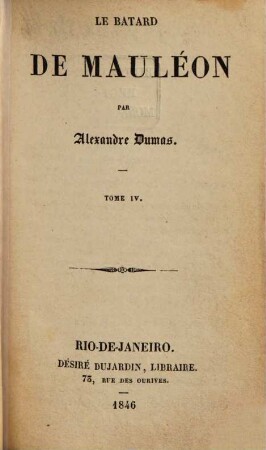 LE BATARD
DE MAULÉON
PAR
Alexandre Dumas.
TOME IV.
RIO-DE-JANEIRO.
DÉSIRÉ DUJARDIN, LIBRAIRE.
73, RUE DES OURIVES.
1846